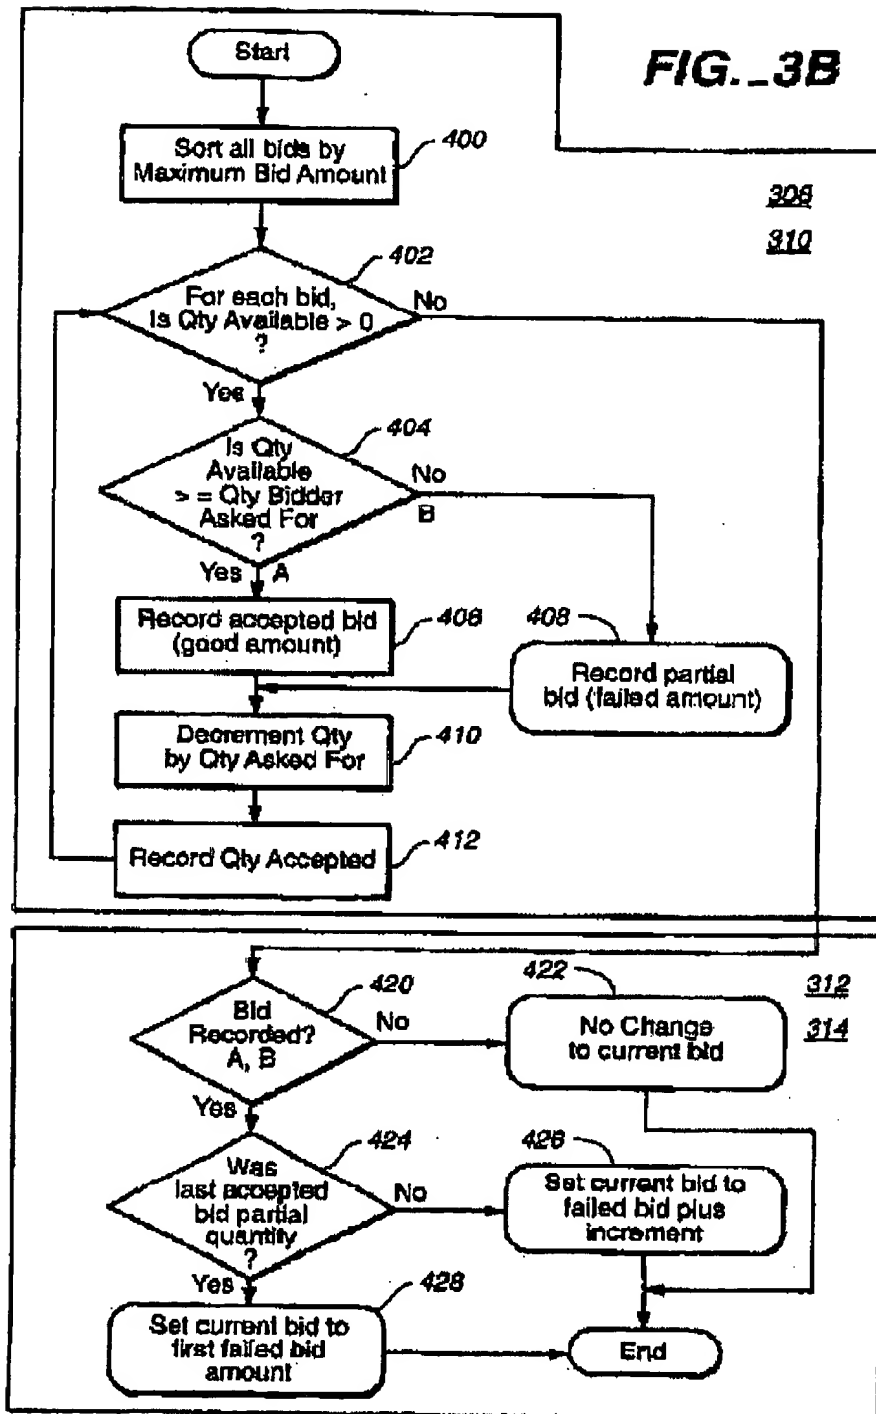 Start
FIG._3B
Sort all bids by
Maximum Bid Amount
400
308
310
402
For each bid,
Is Qty Available > 0
?
No
Yes
404
Is Qty
Available
> = Qty Bidder
Asked For
?
No
B
Yes A
Record accepted bid
(good amount)
406
408
Record partial
bid (failed amount)
Decrement Qty
by Qty Asked For
410
Record Qty Accepted
412
420
Bid
Recorded?
A, B
No
Yes
422
No Change
to current bid
312
314
424
Was
last accepted
bid partial
quantity
?
No
Yes
426
Set current bid to
failed bid plus
increment
428
Set current bid to
first failed bid
amount
End